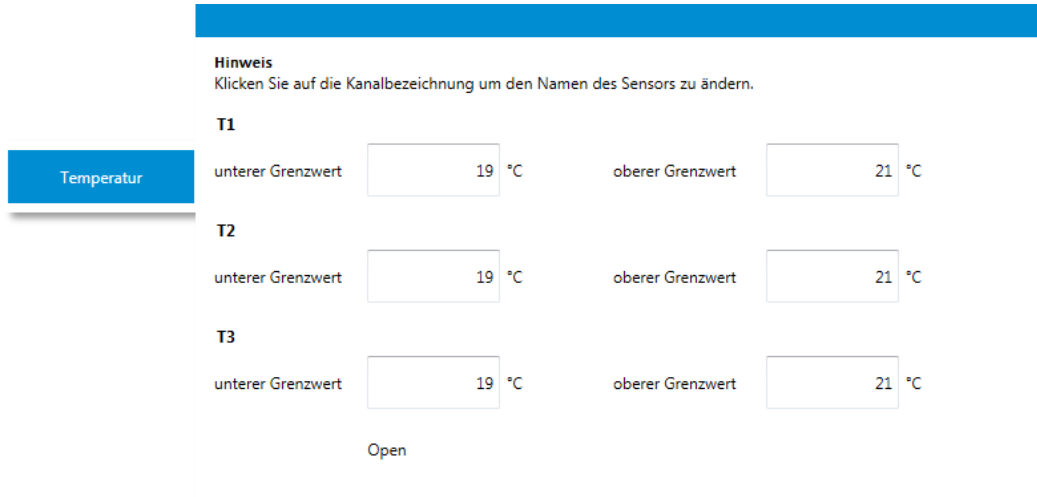 Hinweis
Klicken Sie auf die Kanalbezeichnung um den Namen des Sensors zu ändern.
T1
Temperatur
unterer Grenzwert 19 °C oberer Grenzwert 21 °C
T2
unterer Grenzwert 19 °C oberer Grenzwert 21 °C
T3
unterer Grenzwert 19 °C oberer Grenzwert 21 °C
Open